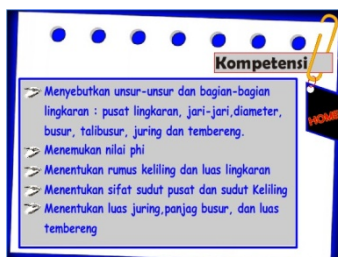 Kompetensi
HOME
Menyebutkan unsur-unsur dan bagian-bagian
lingkaran : pusat lingkaran, jari-jari,diameter,
busur, talibusur, juring dan tembereng.
Menemukan nilai phi
Menentukan rumus keliling dan luas lingkaran
Menentukan sifat sudut pusat dan sudut Keliling
Menentukan luas juring,panjag busur, dan luas
tembereng